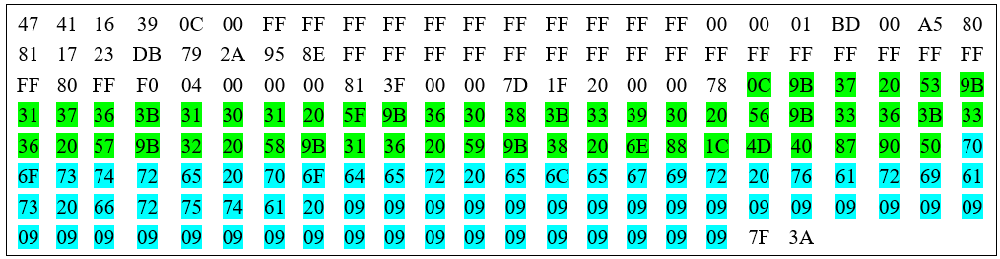 47 41 16 39 0C 00 FF FF FF FF FF FF FF FF FF FF FF 00 00 01 BD 00 A5 80
81 17 23 DB 79 2A 95 8E FF FF FF FF FF FF FF FF FF FF FF FF FF FF FF FF
FF 80 FF F0 04 00 00 00 81 3F 00 00 7D 1F 20 00 00 78 0C 9B 37 20 53 9B
31 37 36 3B 31 30 31 20 5F 9B 36 30 38 3B 33 39 30 20 56 9B 33 36 3B 33
36 20 57 9B 32 20 58 9B 31 36 20 59 9B 38 20 6E 88 1C 4D 40 87 90 50 70
6F 73 74 72 65 20 70 6F 64 65 72 20 65 6C 65 67 69 72 20 76 61 72 69 61
73 20 66 72 75 74 61 20 09 09 09 09 09 09 09 09 09 09 09 09 09 09 09 09
09 09 09 09 09 09 09 09 09 09 09 09 09 09 09 09 09 09 7F 3A